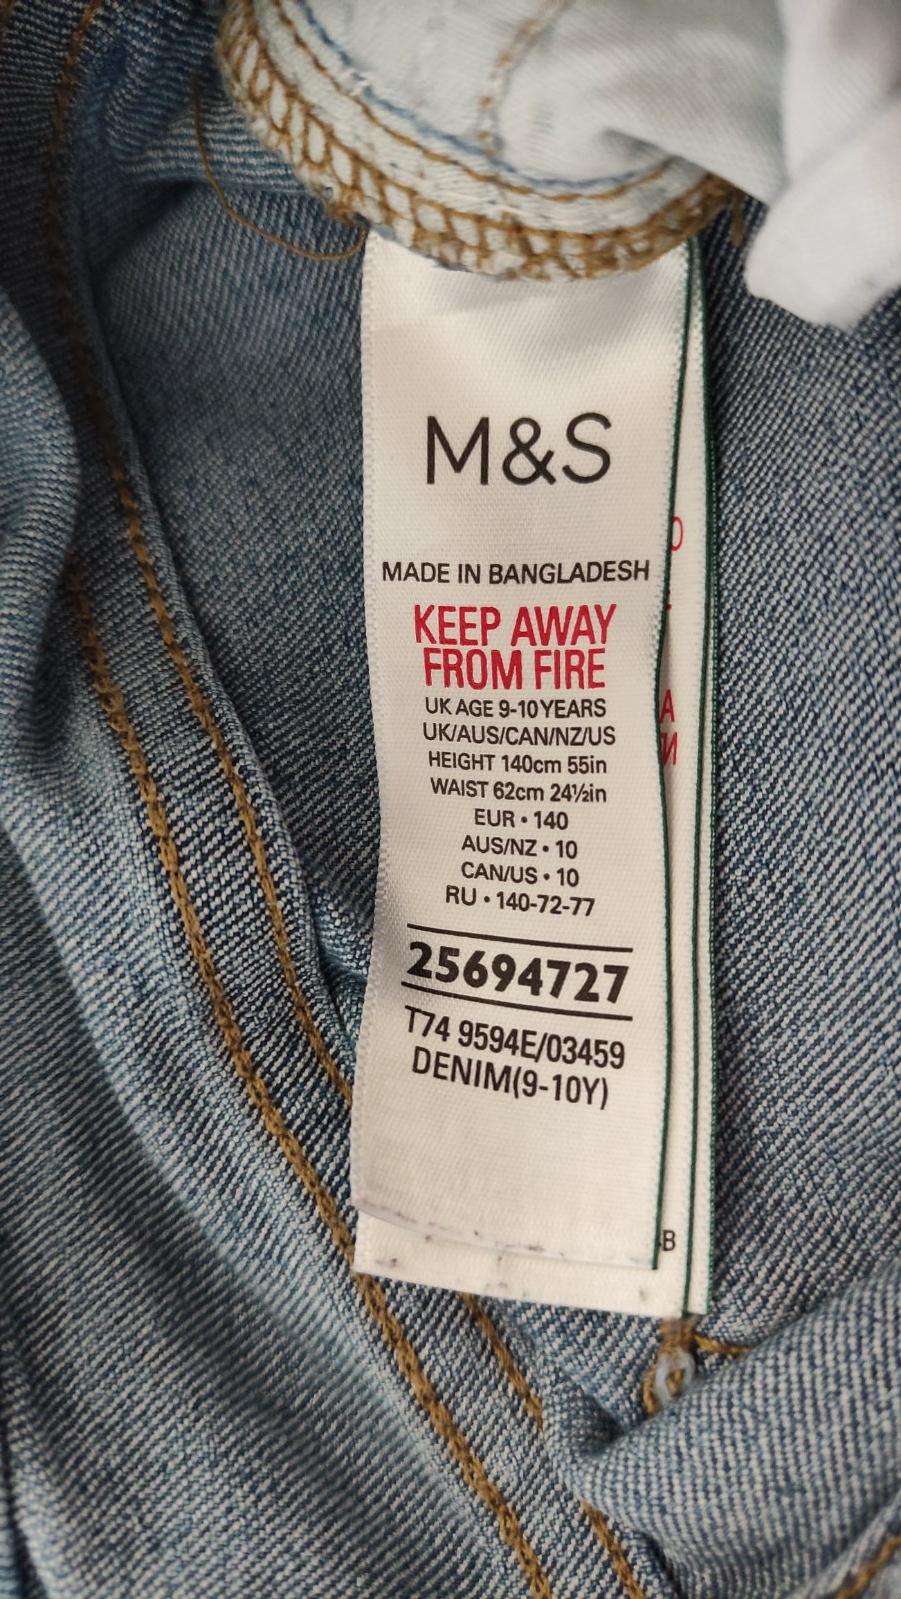 M&S
MADE IN BANGLADESH
KEEP AWAY
FROM FIRE
UK AGE 9-10 YEARS
UK/AUS/CAN/NZ/US
HEIGHT 140cm 55in
WAIST 62cm 24½in
EUR • 140
AUS/NZ • 10
CAN/US • 10
RU • 140-72-77
25694727
T74 9594E/03459
DENIM(9-10Y)